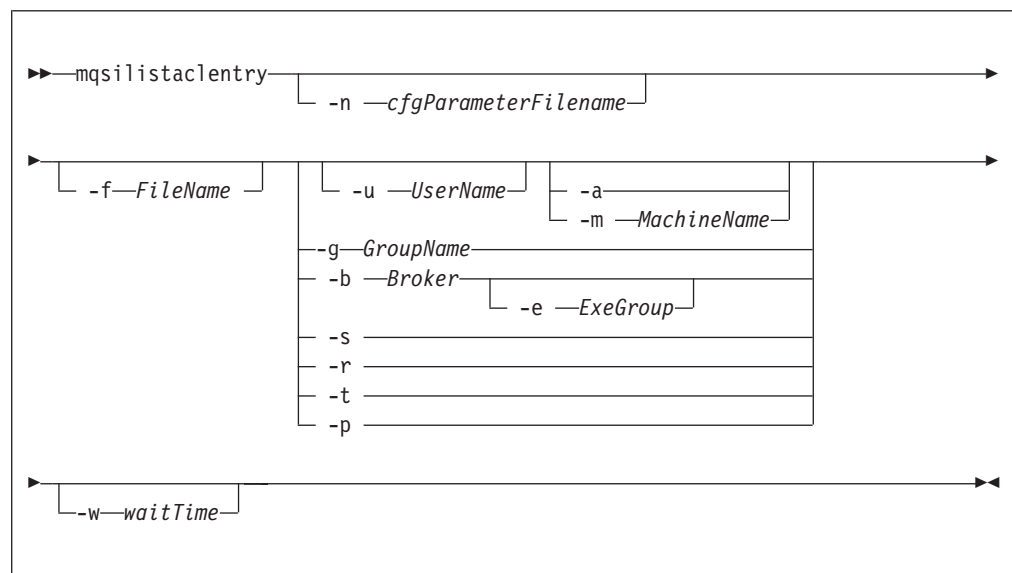 mqsilistaclentry
-n cfgParameterFilename
-f FileName -u UserName -a
-m MachineName
-g GroupName
-b Broker
-e ExeGroup
-s
-r
-t
-p
-w waitTime